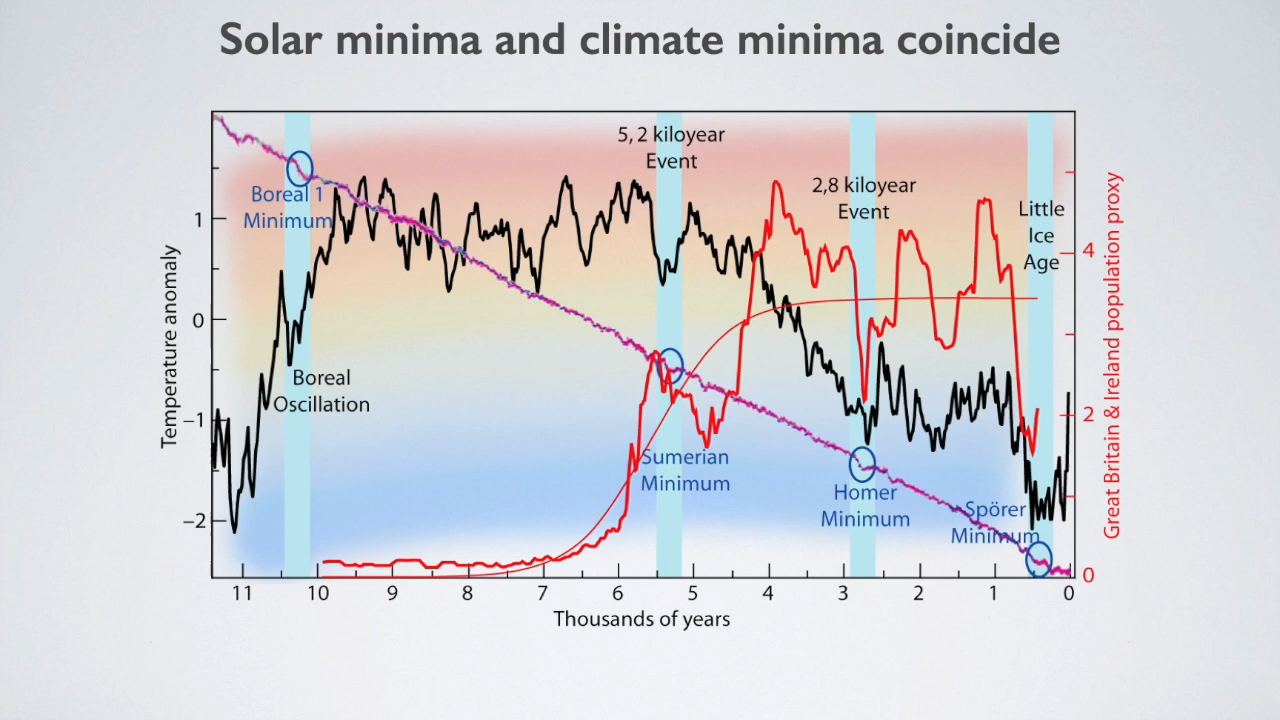 Solar minima and climate minima coincide
5,2 kiloyear
Event
2,8 kiloyear
Event
Little
Ice
Age
Boreal 1
Minimum
Boreal
Oscillation
Sumerian
Minimum
Homer
Minimum
Spörer
Minimum
Temperature anomaly
1
0
−1
−2
Great Britain & Ireland population proxy
4
2
0
11 10 9 8 7 6 5 4 3 2 1 0
Thousands of years